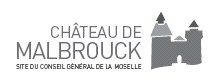 CHÂTEAU DE
MALBROUCK
SITE DU CONSEIL GÉNÉRAL DE LA MOSELLE